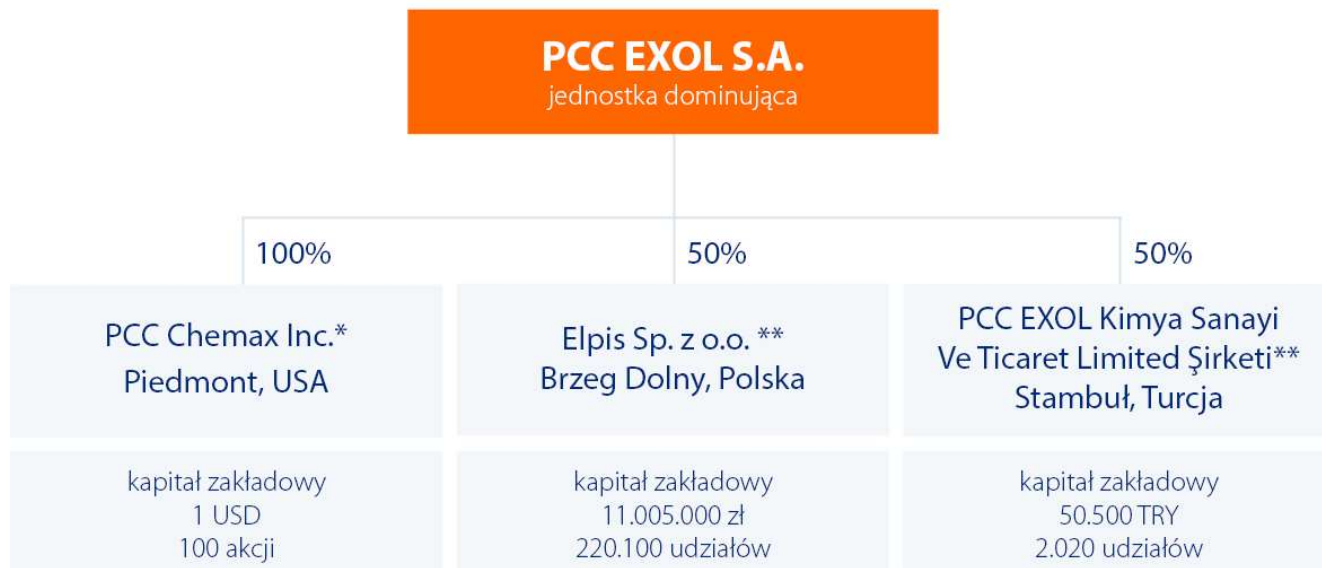 PCC EXOL S.A.
jednostka dominująca
100%
50%
50%
PCC Chemax Inc.*
Piedmont, USA
Elpis Sp. z o.o. **
Brzeg Dolny, Polska
PCC EXOL Kimya Sanayi
Ve Ticaret Limited Şirketi**
Stambuł, Turcja
kapitał zakładowy
1 USD
100 akcji
kapitał zakładowy
11.005.000 zł
220.100 udziałów
kapitał zakładowy
50.500 TRY
2.020 udziałów